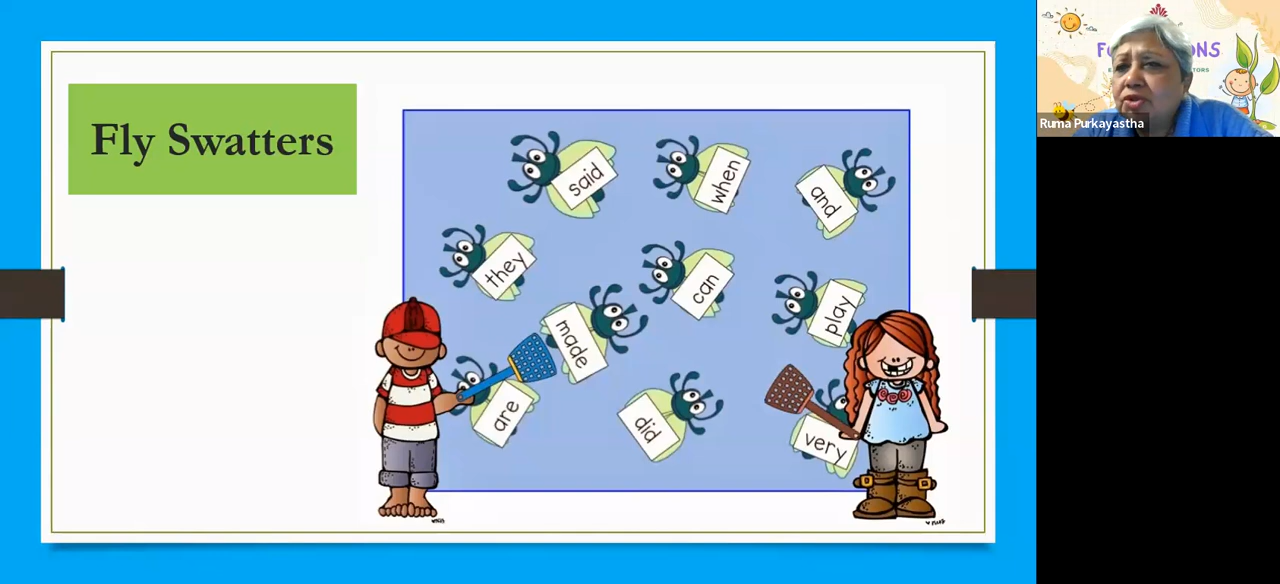 Fly Swatters
said
when
and
they
can
play
made
are
did
very
Ruma Purkayastha